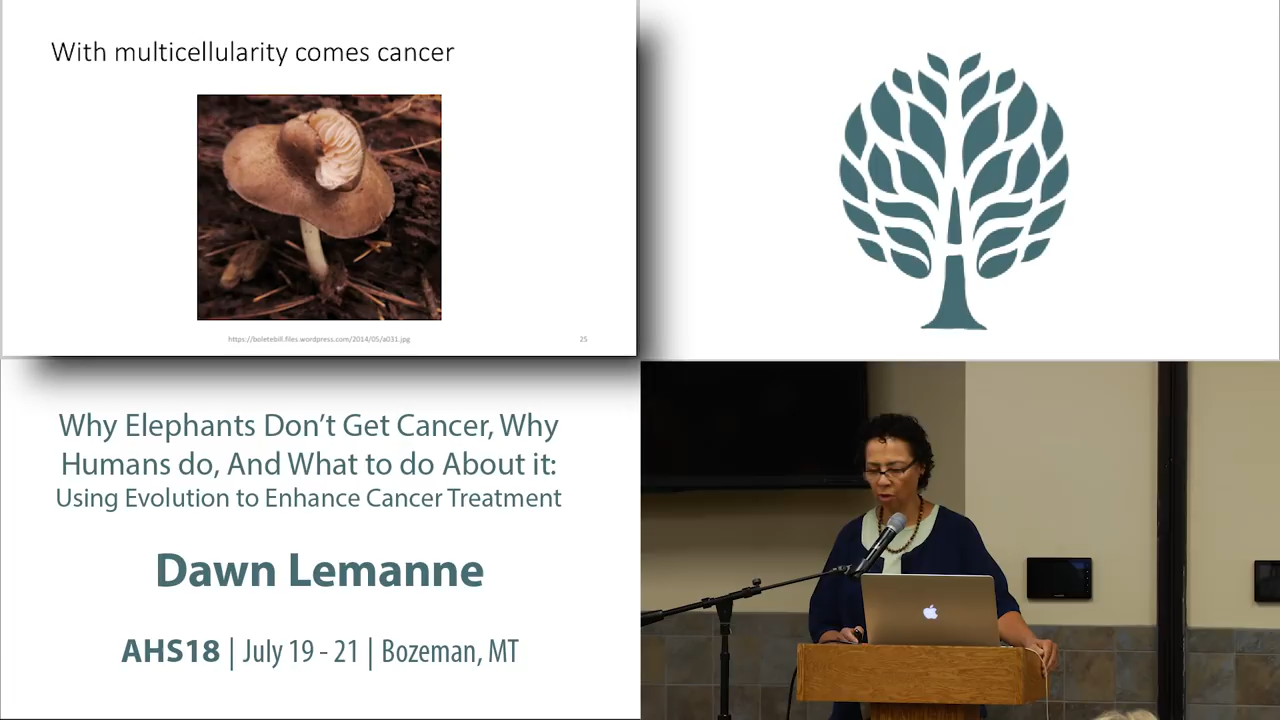 With multicellularity comes cancer
https://boletebill.files.wordpress.com/2014/05/a031.jpg
25
Why Elephants Don’t Get Cancer, Why
Humans do, And What to do About it:
Using Evolution to Enhance Cancer Treatment
Dawn Lemanne
AHS18 | July 19 - 21 | Bozeman, MT